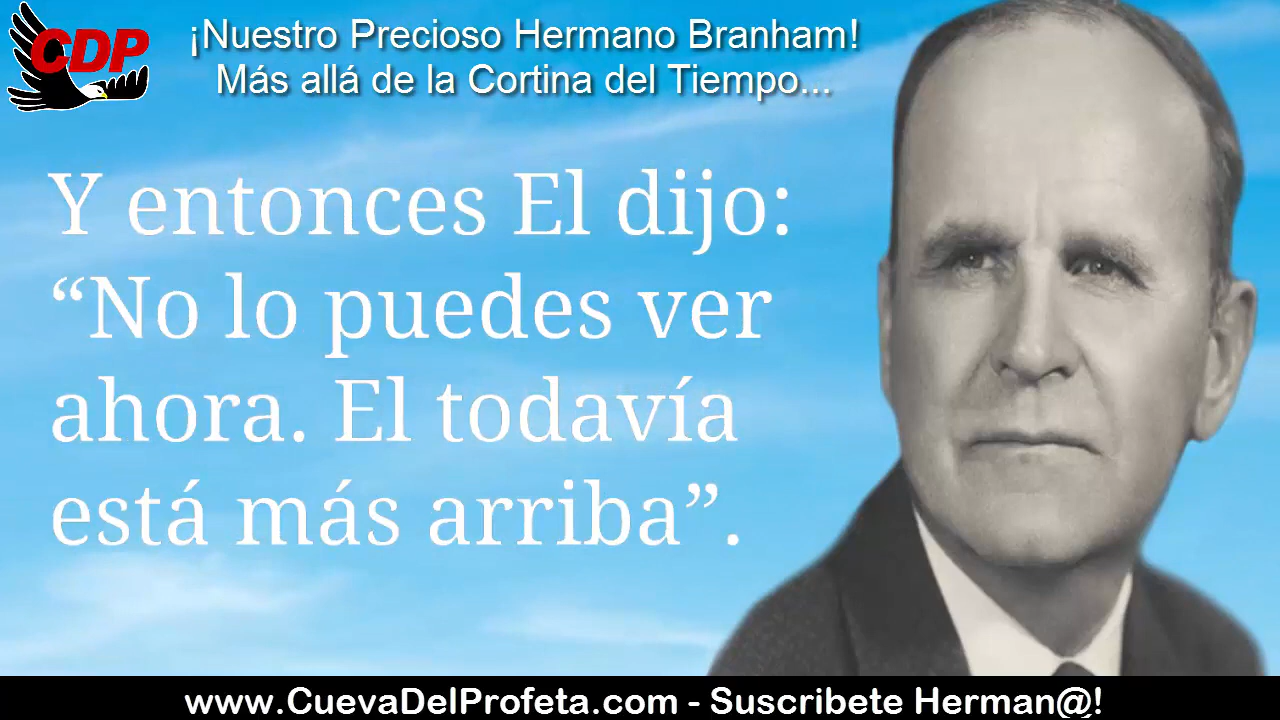 CDP
¡Nuestro Precioso Hermano Branham!
Más allá de la Cortina del Tiempo...
Y entonces El dijo:
“No lo puedes ver
ahora. El todavía
está más arriba”.
www.CuevaDelProfeta.com - Suscribete Herman@!